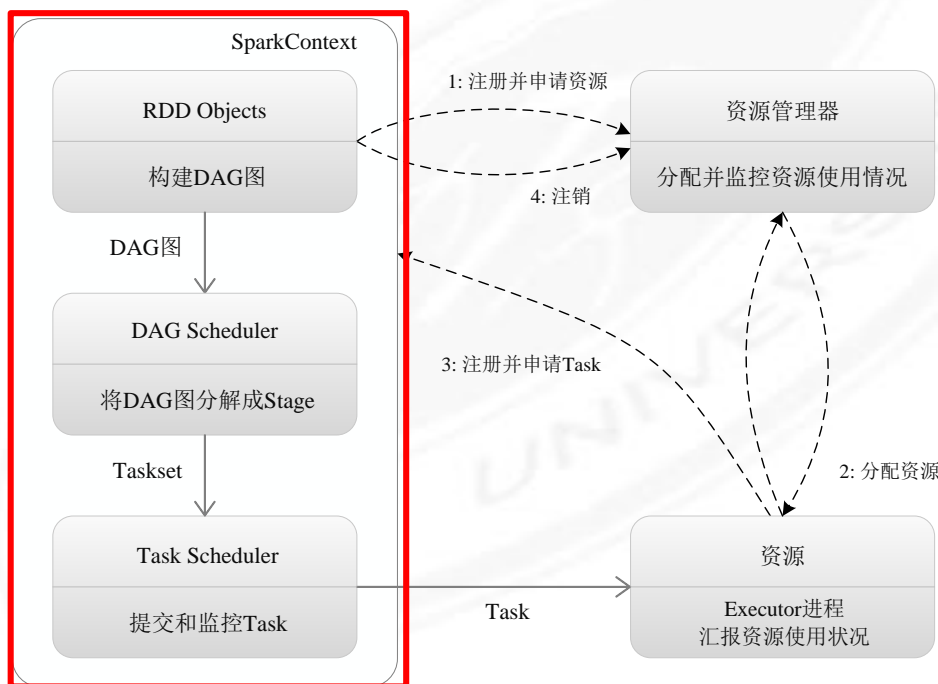 SparkContext
RDD Objects
构建DAG图
DAG图
DAG Scheduler
将DAG图分解成Stage
Taskset
Task Scheduler
提交和监控Task
1: 注册并申请资源
4: 注销
3: 注册并申请Task
Task
资源管理器
分配并监控资源使用情况
2: 分配资源
资源
Executor进程
汇报资源使用状况